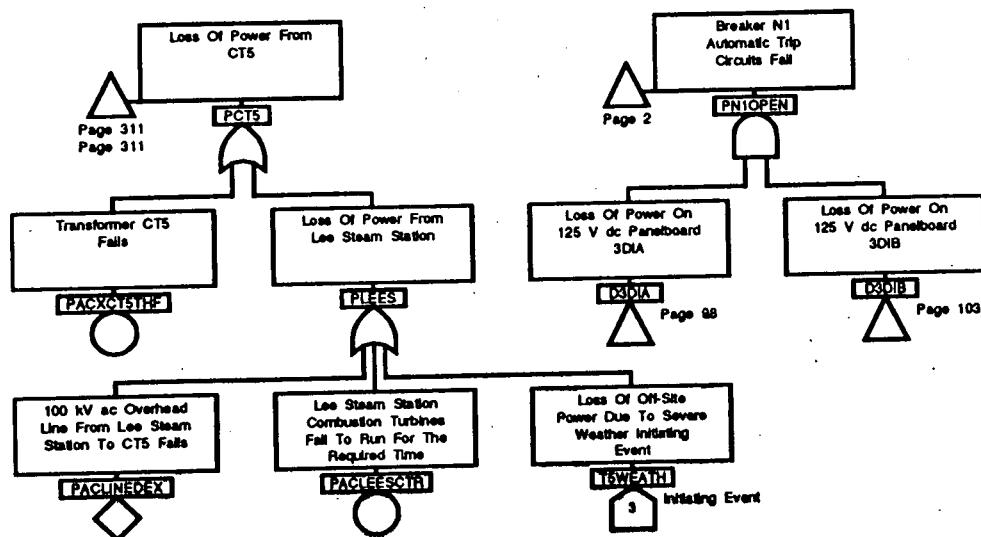 Loss Of Power From
CT5
PCT5
Page 311
Page 311
Breaker N1
Automatic Trip
Circuits Fail
PN1OPEN
Page 2
Transformer CT5
Fails
PACXCT5THF
Loss Of Power From
Lee Steam Station
PLEES
Loss Of Power On
125 V dc Panelboard
3DIA
D3DIA
Page 98
Loss Of Power On
125 V dc Panelboard
3DIB
D3DIB
Page 103
100 kV ac Overhead
Line From Lee Steam
Station To CT5 Fails
PACLINEDEX
Lee Steam Station
Combustion Turbines
Fail To Run For The
Required Time
PACLEESCTR
Loss Of Off-Site
Power Due To Severe
Weather Initiating
Event
T5WEATH
3
Initiating Event